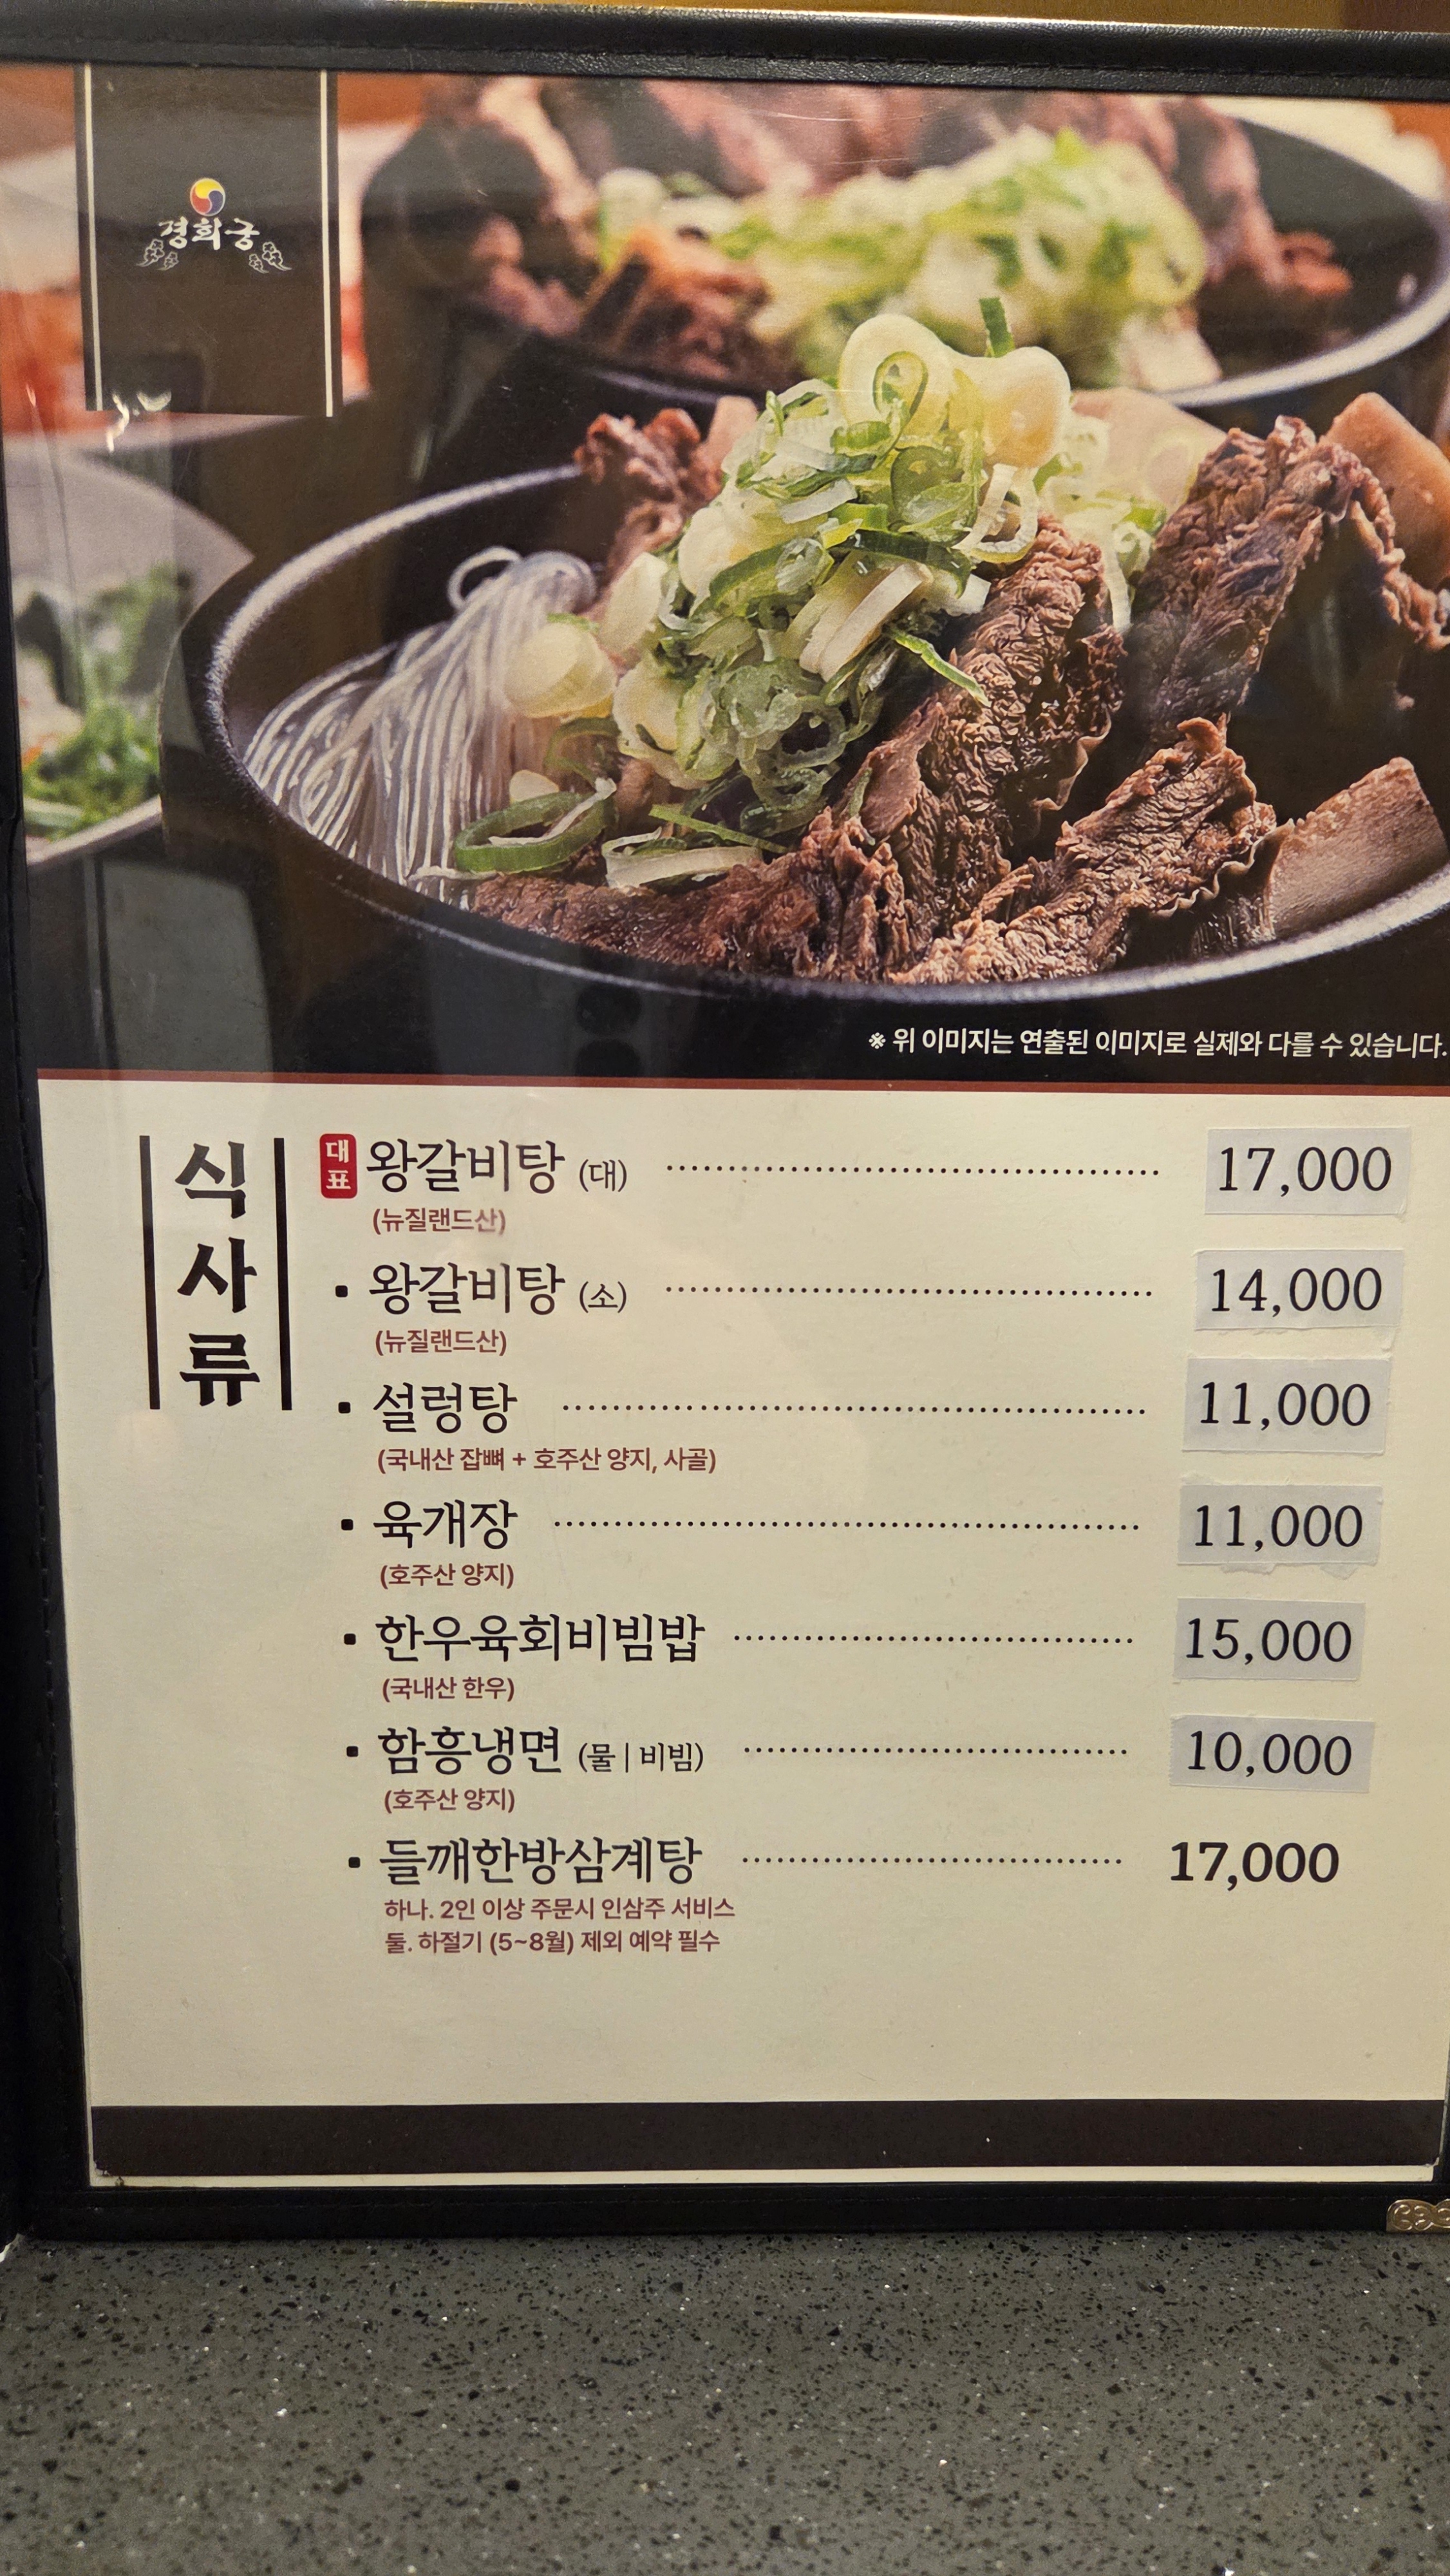 경희궁
※ 위 이미지는 연출된 이미지로 실제와 다를 수 있습니다.
식사류
대표 왕갈비탕 (대) 17,000
(뉴질랜드산)
왕갈비탕 (소) 14,000
(뉴질랜드산)
설렁탕 11,000
(국내산 잡뼈 + 호주산 양지, 사골)
육개장 11,000
(호주산 양지)
한우육회비빔밥 15,000
(국내산 한우)
함흥냉면 (물 | 비빔) 10,000
(호주산 양지)
들깨한방삼계탕 17,000
하나. 2인 이상 주문시 인삼주 서비스
둘. 하절기 (5~8월) 제외 예약 필수